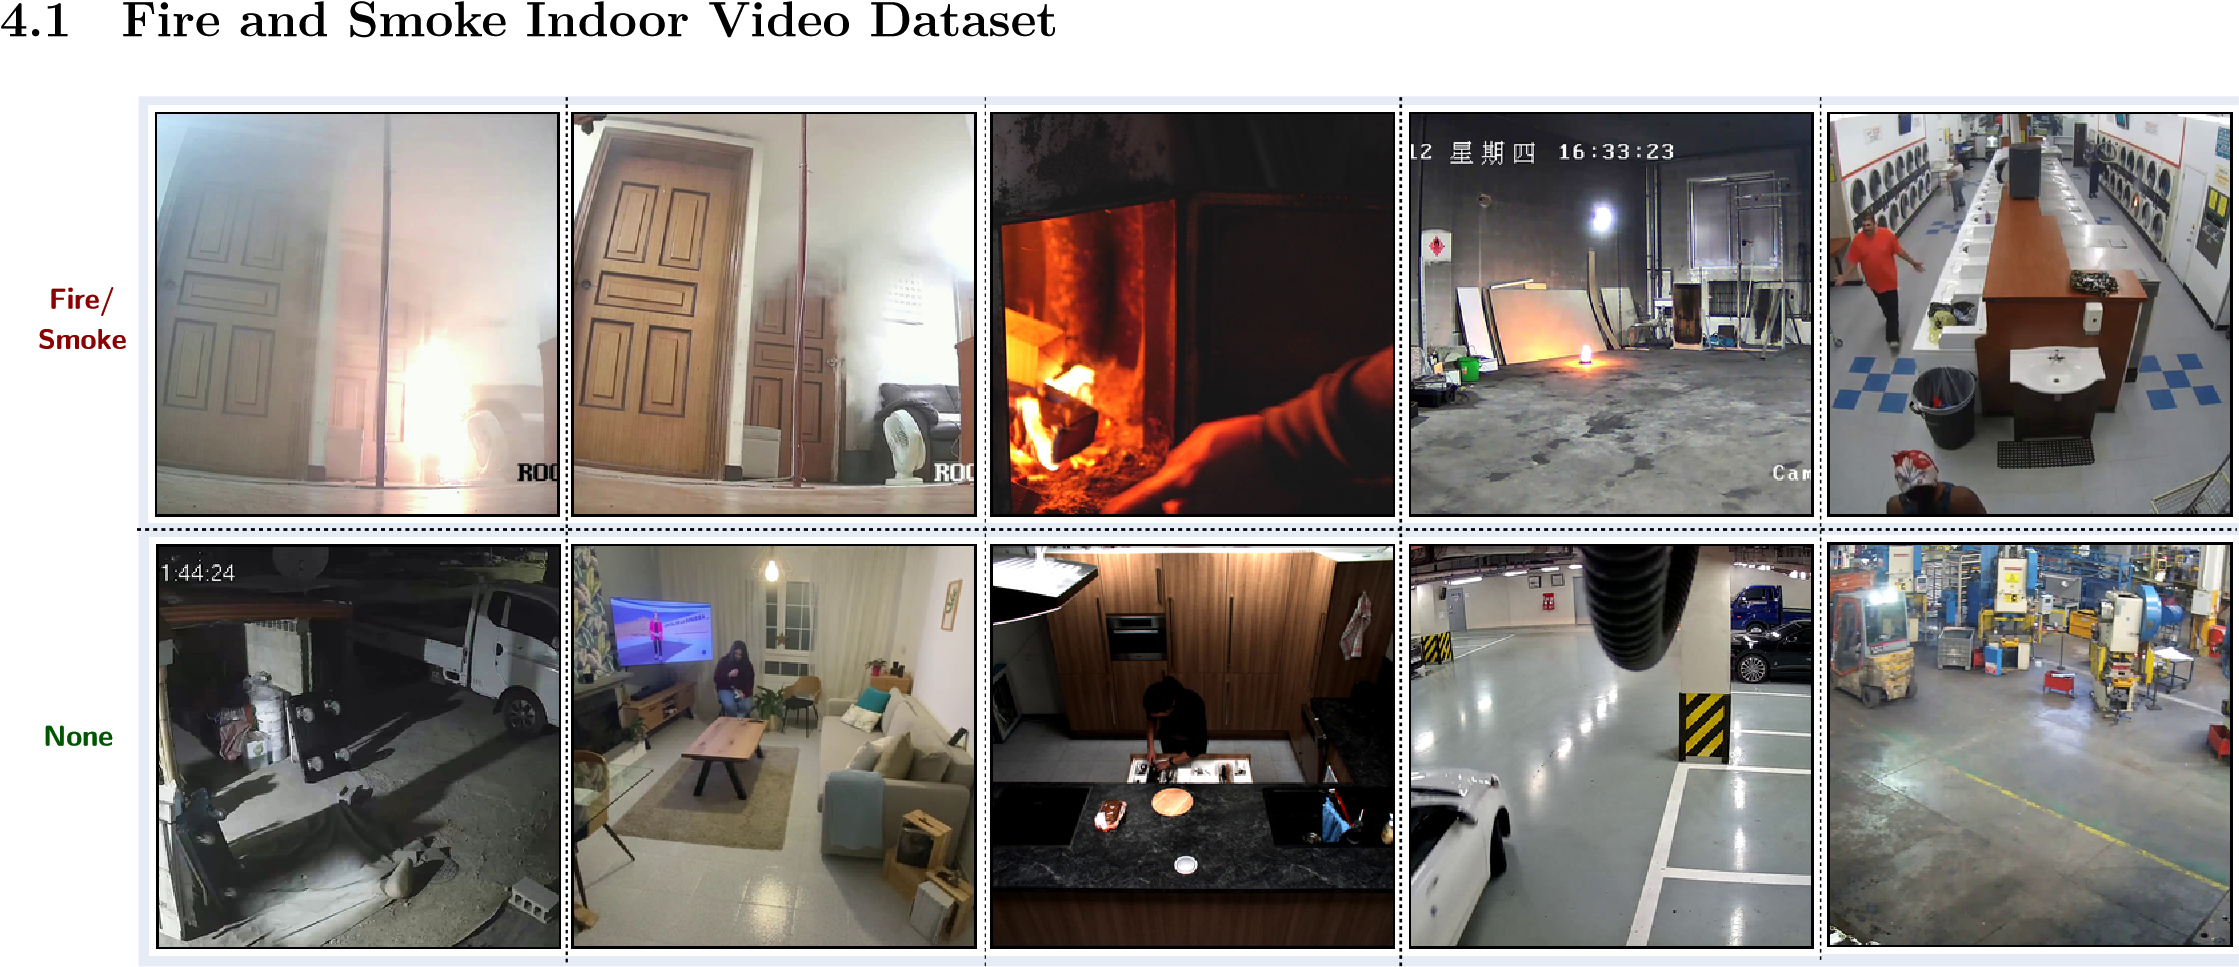 4.1 Fire and Smoke Indoor Video Dataset
Fire/
Smoke
12 星期四 16:33:23
ROO
ROO
Cam
None
1:44:24